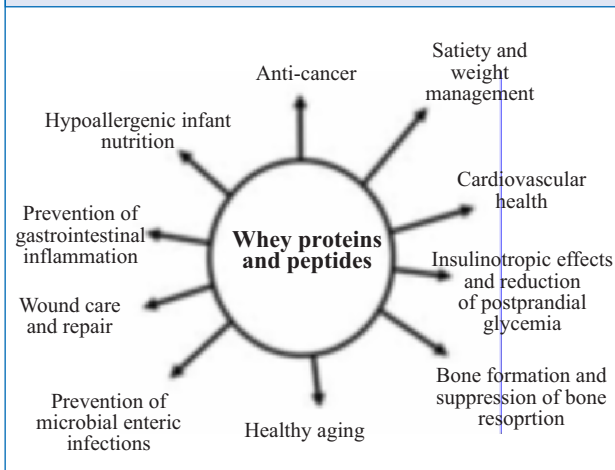 Anti-cancer
Satiety and
weight
management
Hypoallergenic infant
nutrition
Cardiovascular
health
Prevention of
gastrointestinal
inflammation
Whey proteins
and peptides
Insulinotropic effects
and reduction
of postprandial
glycemia
Wound care
and repair
Bone formation and
suppression of bone
resoprtion
Prevention of
microbial enteric
infections
Healthy aging